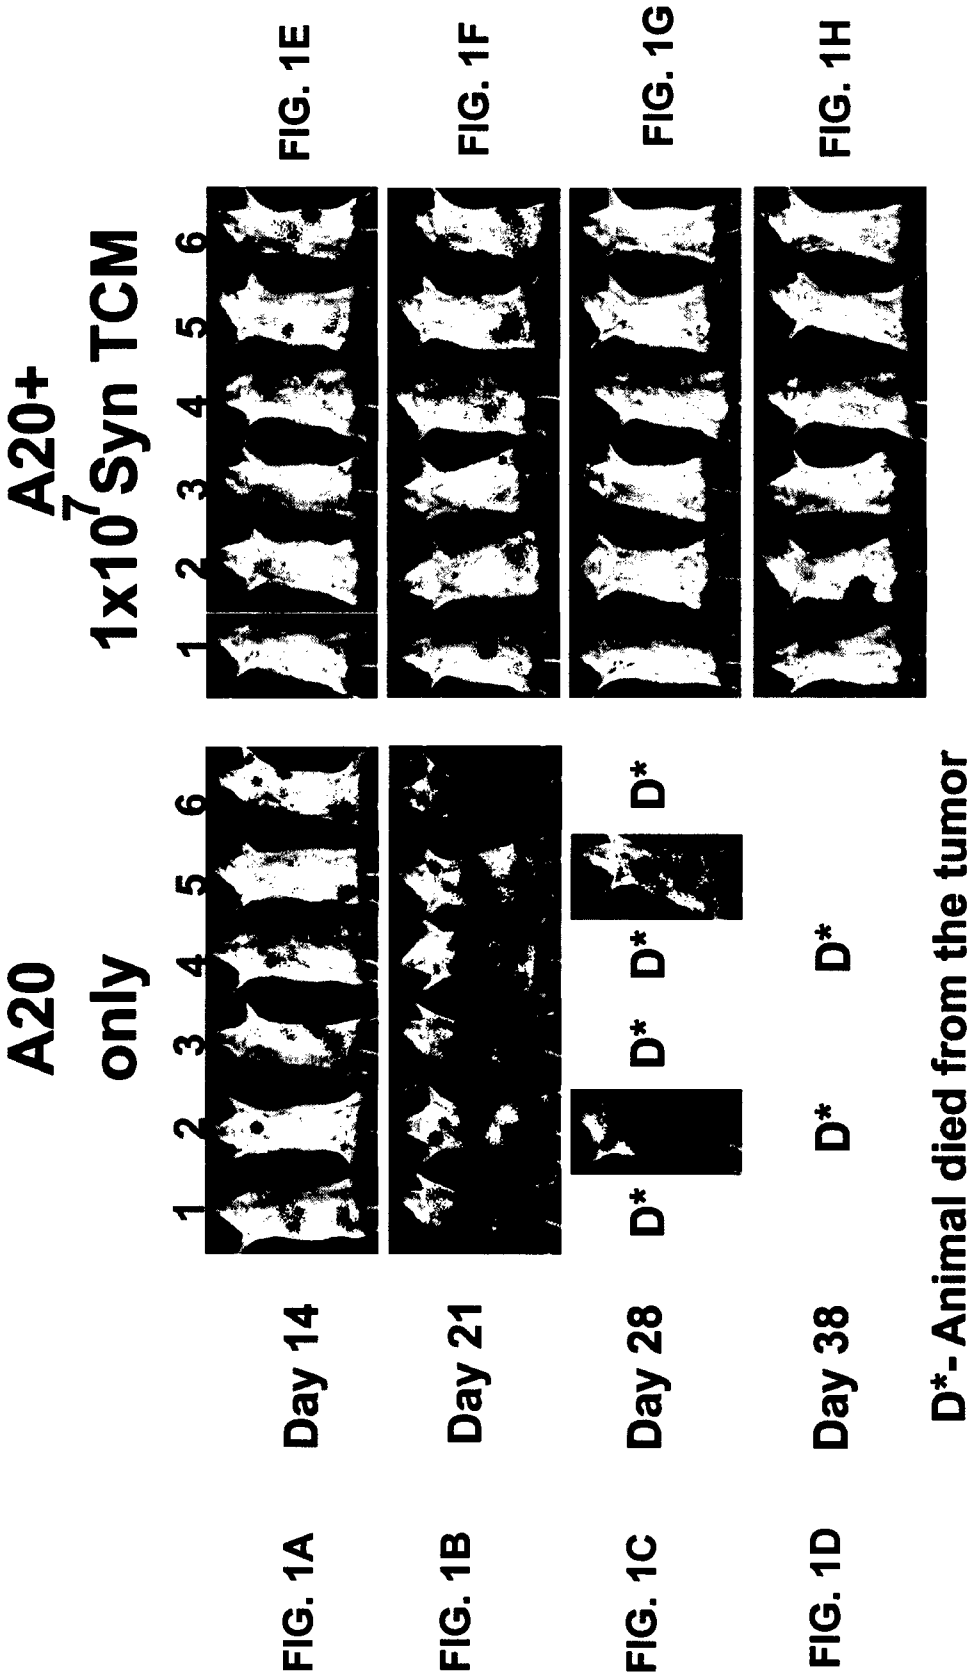 A20
only
A20+
1x10⁷Syn TCM
1 2 3 4 5 6
1 2 3 4 5 6
FIG. 1A
Day 14
FIG. 1E
FIG. 1B
Day 21
FIG. 1F
FIG. 1C
Day 28
D* D* D* D*
FIG. 1G
FIG. 1D
Day 38
D* D*
FIG. 1H
D*- Animal died from the tumor